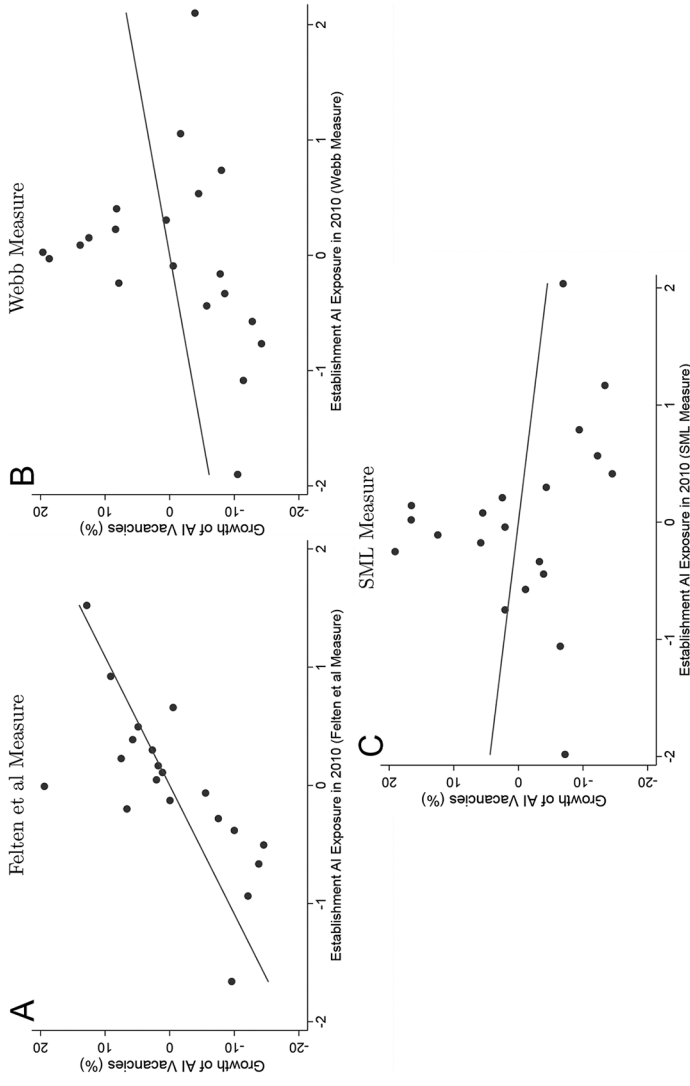 A
Felten et al Measure
Growth of AI Vacancies (%)
20
10
0
-10
-20
-2
-1
0
1
2
Establishment AI Exposure in 2010 (Felten et al Measure)
B
Webb Measure
Growth of AI Vacancies (%)
20
10
0
-10
-20
-2
-1
0
1
2
Establishment AI Exposure in 2010 (Webb Measure)
C
SML Measure
Growth of AI Vacancies (%)
20
10
0
-10
-20
-2
-1
0
1
2
Establishment AI Exposure in 2010 (SML Measure)